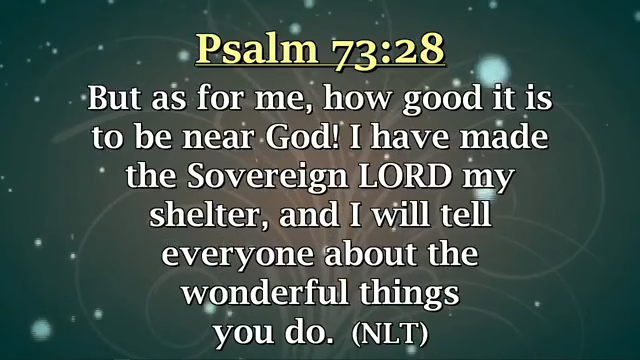 Psalm 73:28
But as for me, how good it is
to be near God! I have made
the Sovereign LORD my
shelter, and I will tell
everyone about the
wonderful things
you do. (NLT)